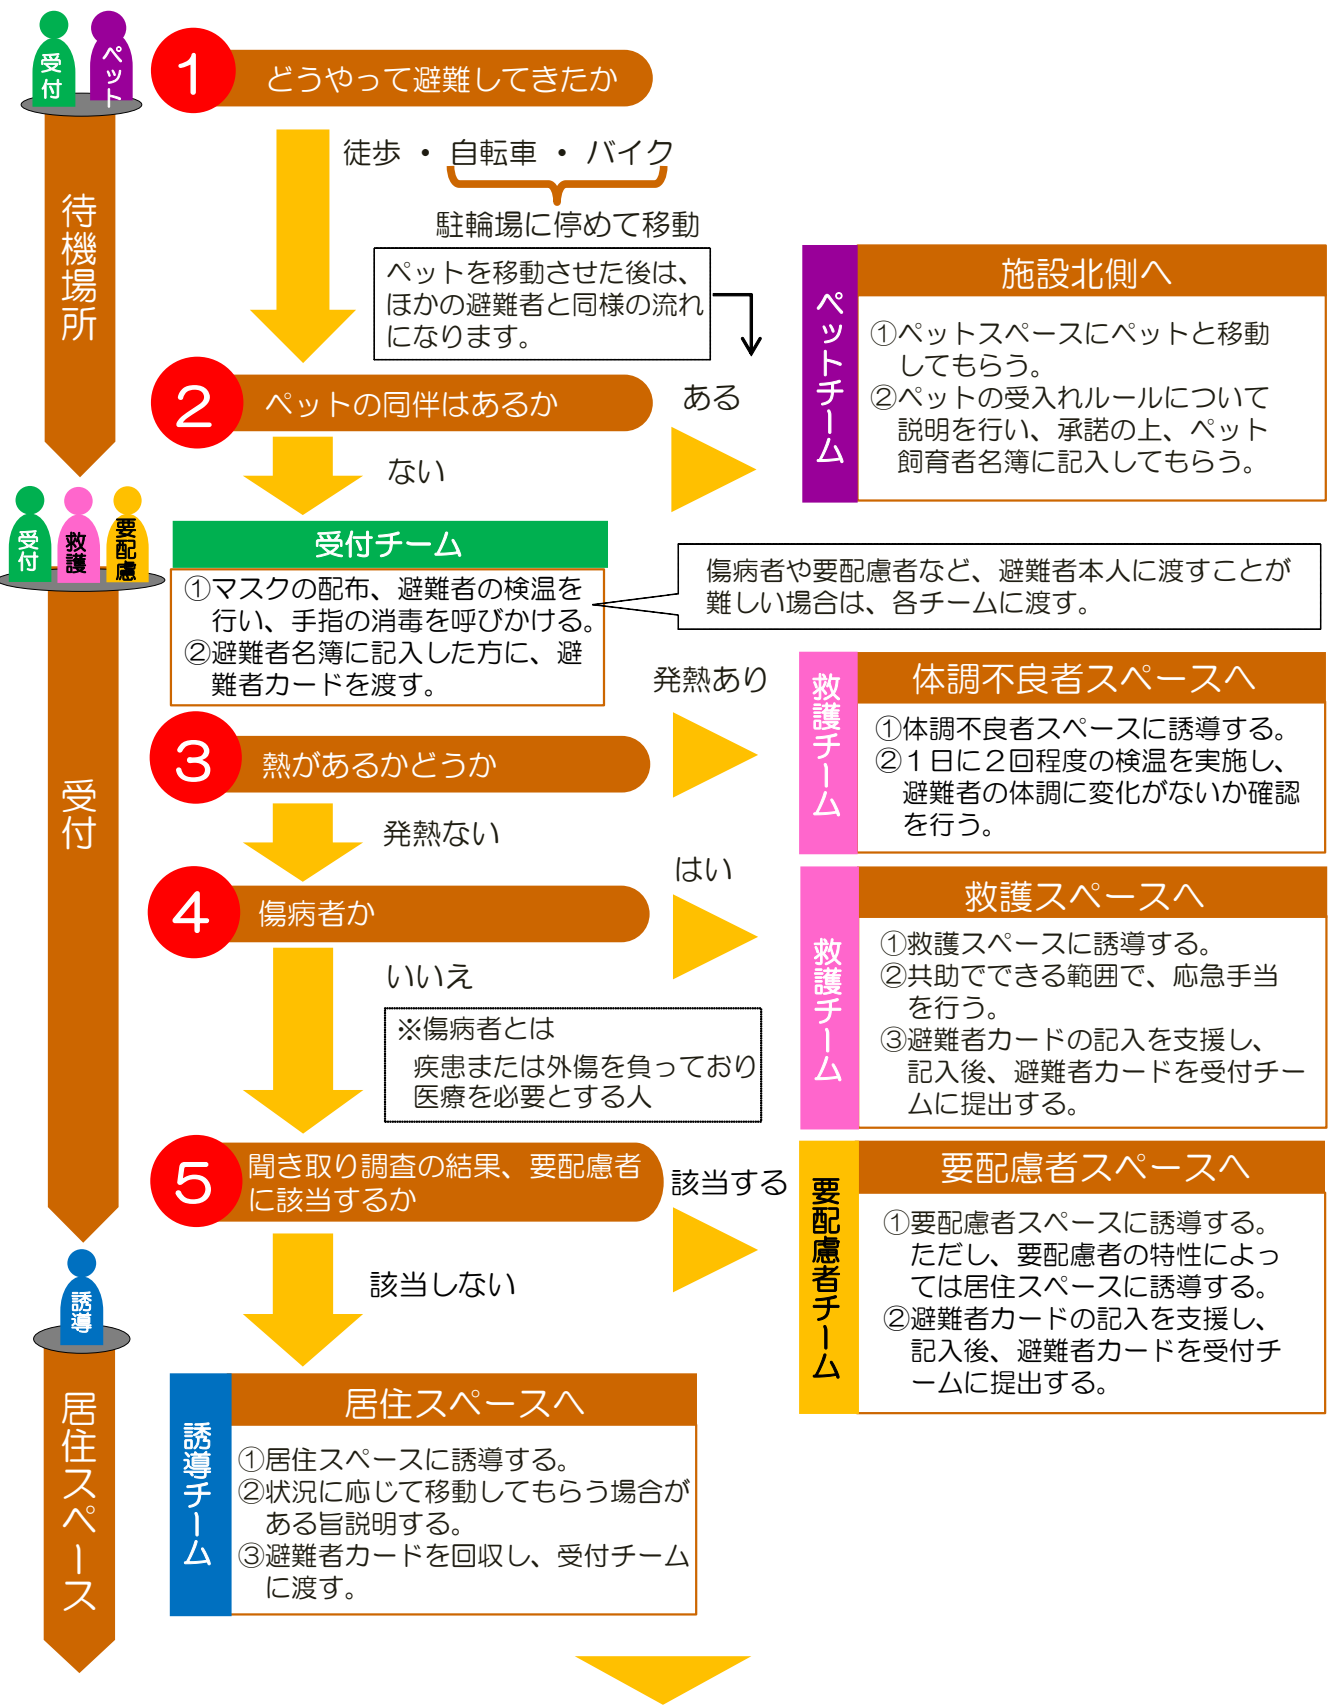 受付
ペット
1
どうやって避難してきたか
徒歩 ・ 自転車 ・ バイク
駐輪場に停めて移動
待機場所
ペットを移動させた後は、
ほかの避難者と同様の流れ
になります。
2
ペットの同伴はあるか
ある
ない
ペットチーム
施設北側へ
①ペットスペースにペットと移動
してもらう。
②ペットの受入れルールについて
説明を行い、承諾の上、ペット
飼育者名簿に記入してもらう。
受付
救護
要配慮
受付チーム
①マスクの配布、避難者の検温を
行い、手指の消毒を呼びかける。
②避難者名簿に記入した方に、避
難者カードを渡す。
傷病者や要配慮者など、避難者本人に渡すことが
難しい場合は、各チームに渡す。
受付
3
熱があるかどうか
発熱あり
発熱ない
救護チーム
体調不良者スペースへ
①体調不良者スペースに誘導する。
②１日に２回程度の検温を実施し、
避難者の体調に変化がないか確認
を行う。
4
傷病者か
はい
いいえ
※傷病者とは
疾患または外傷を負っており
医療を必要とする人
救護チーム
救護スペースへ
①救護スペースに誘導する。
②共助でできる範囲で、応急手当
を行う。
③避難者カードの記入を支援し、
記入後、避難者カードを受付チー
ムに提出する。
5
聞き取り調査の結果、要配慮者
に該当するか
該当する
該当しない
要配慮者チーム
要配慮者スペースへ
①要配慮者スペースに誘導する。
ただし、要配慮者の特性によっ
ては居住スペースに誘導する。
②避難者カードの記入を支援し、
記入後、避難者カードを受付チ
ームに提出する。
誘導
居住スペース
誘導チーム
居住スペースへ
①居住スペースに誘導する。
②状況に応じて移動してもらう場合が
ある旨説明する。
③避難者カードを回収し、受付チーム
に渡す。